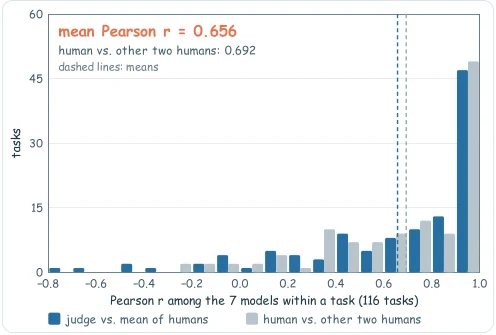 mean Pearson r = 0.656
human vs. other two humans: 0.692
dashed lines: means
60
45
30
15
0
tasks
−0.8 −0.6 −0.4 −0.2 0.0 0.2 0.4 0.6 0.8 1.0
Pearson r among the 7 models within a task (116 tasks)
judge vs. mean of humans human vs. other two humans